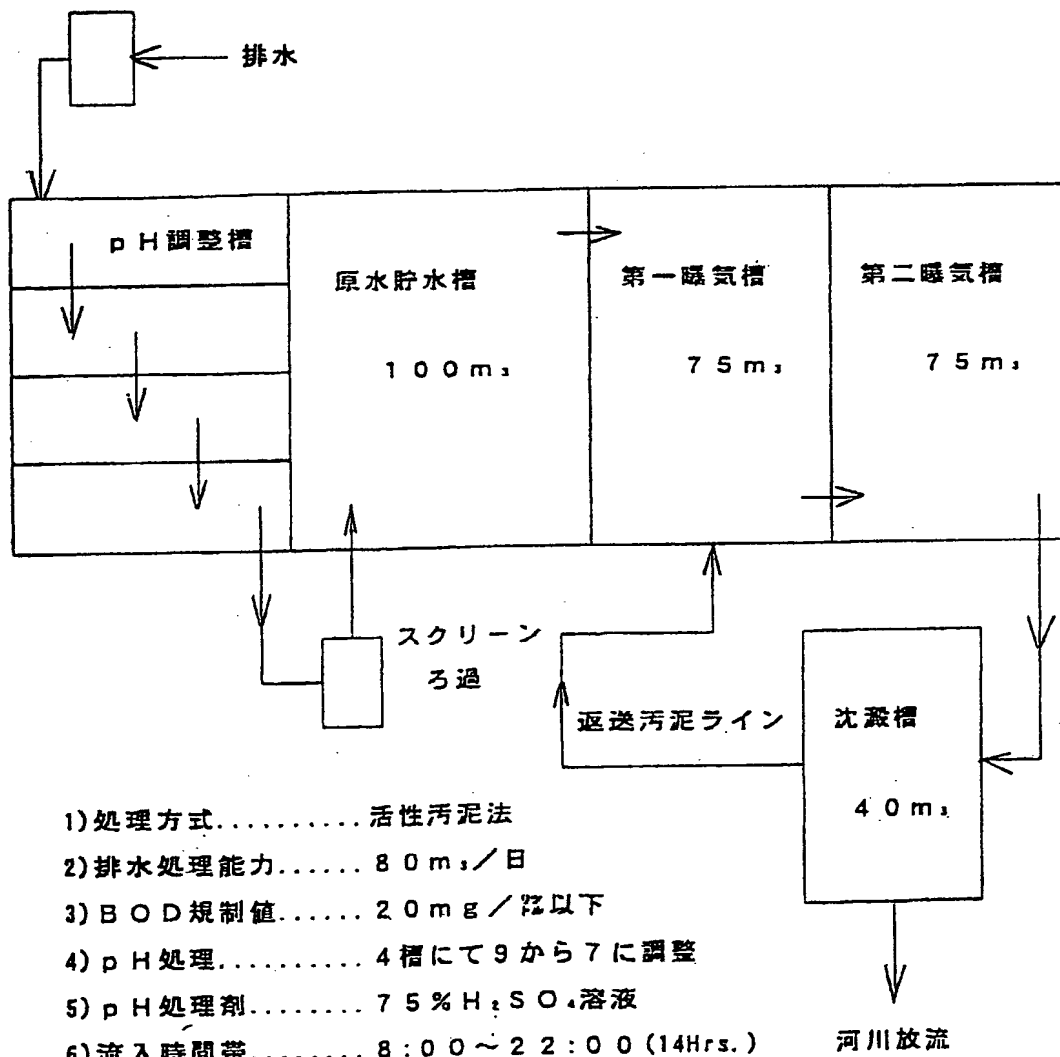 排水
pH調整槽
原水貯水槽
100m₃
第一曝気槽
75m₃
第二曝気槽
75m₃
スクリーン
ろ過
返送汚泥ライン
沈澱槽
40m₃
1)処理方式..........活性汚泥法
2)排水処理能力......80m₃/日
3)BOD規制値......20mg/以下
4)pH処理..........4槽にて9から7に調整
5)pH処理剤........75%H₂SO₄溶液
6)流入時間帯........8:00~22:00(14Hrs.)
河川放流